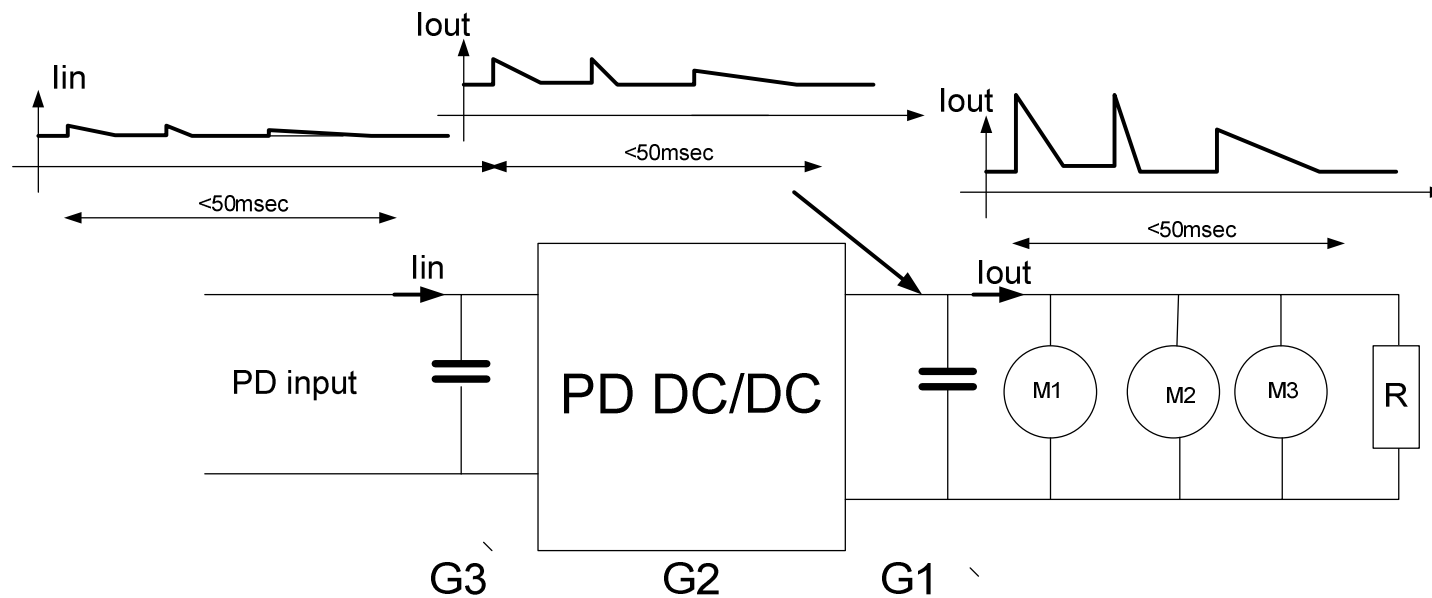 Iout
Iin
Iout
<50msec
<50msec
<50msec
Iin
Iout
PD input
PD DC/DC
M1
M2
M3
R
G3
G2
G1